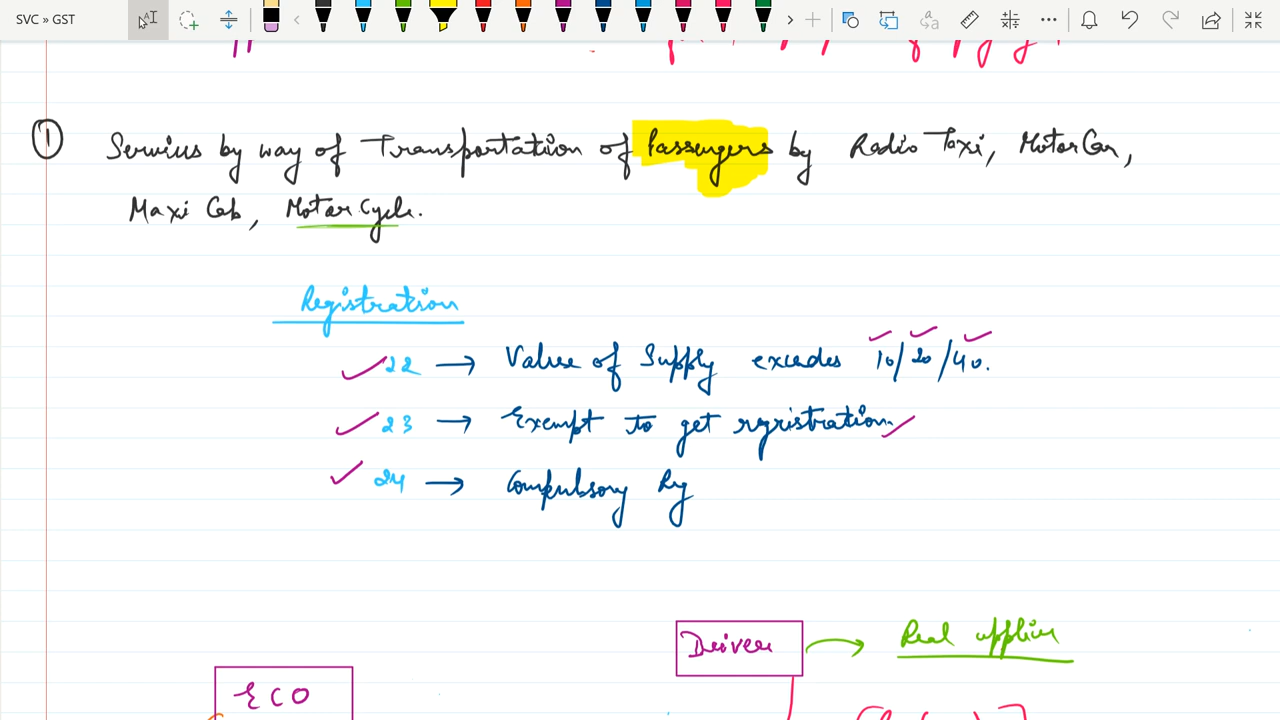 SVC » GST
① Services by way of Transportation of Passengers by Radio Taxi, Motor Car,
Maxi Cab, Motor Cycle.
Registration
22 → Value of Supply exceeds 10/20/40.
23 → Exempt to get registration
24 → Compulsory Reg
Driver → Real
ECO